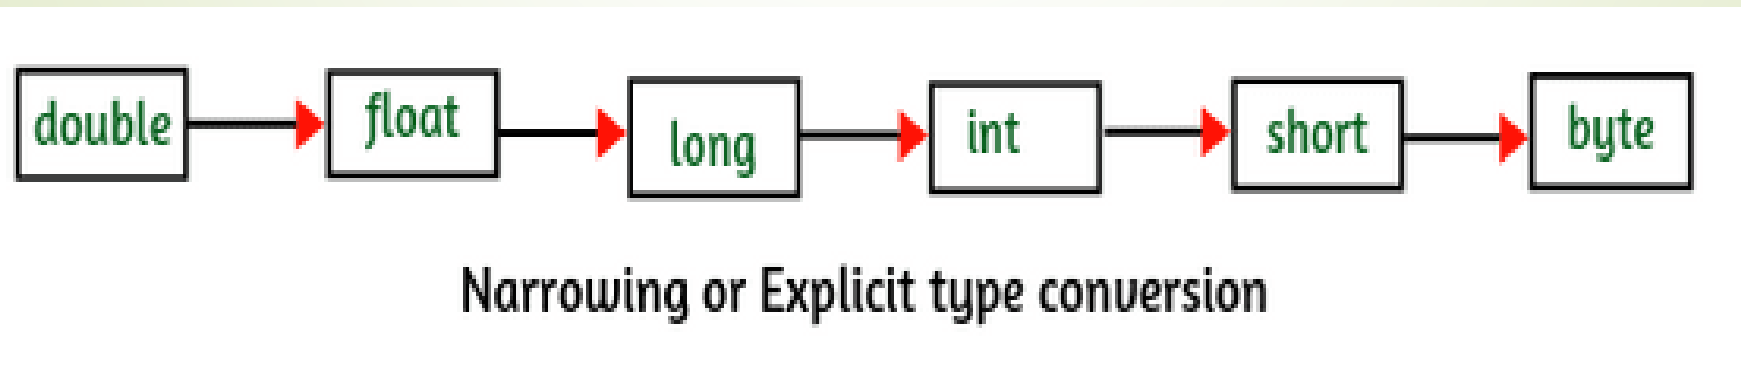 double float long int short byte
Narrowing or Explicit type conversion